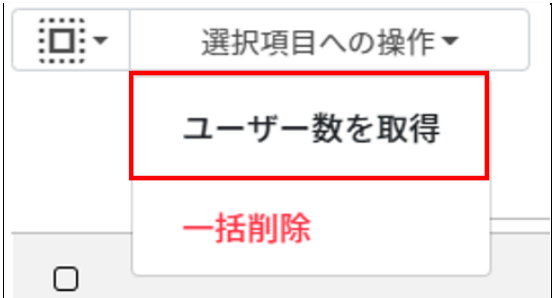 選択項目への操作
ユーザー数を取得
一括削除